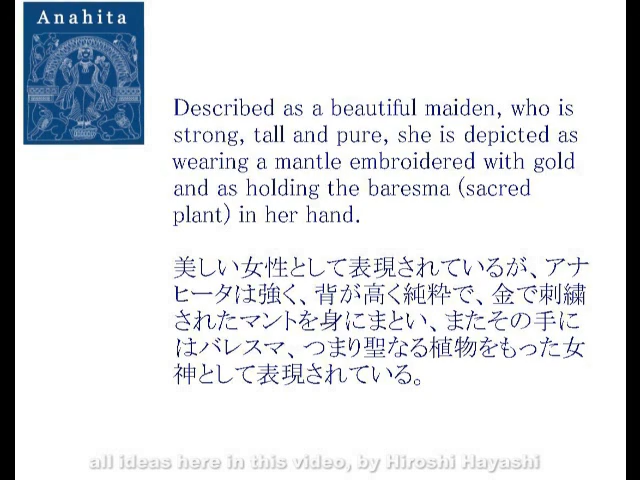 Anahita
Described as a beautiful maiden, who is
strong, tall and pure, she is depicted as
wearing a mantle embroidered with gold
and as holding the baresma (sacred
plant) in her hand.
美しい女性として表現されているが、アナ
ヒータは強く、背が高く純粋で、金で刺繍
されたマントを身にまとい、またその手に
はバレスマ、つまり聖なる植物をもった女
神として表現されている。
all ideas here in this video, by Hiroshi Hayashi